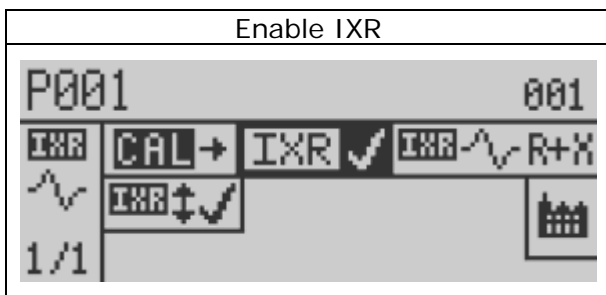 Enable IXR
P001 001
IXR CAL IXR IXR R+X
IXR
1/1